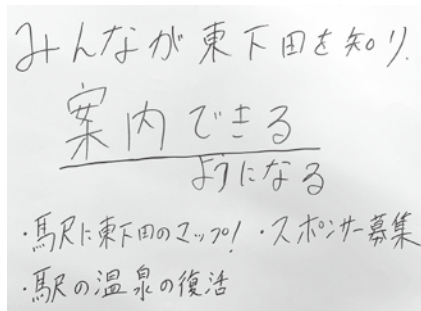 みんなが東下田を知り、
案内できる
ようになる
・駅に東下田のマップ! ・スポンサー募集
・駅の温泉の復活